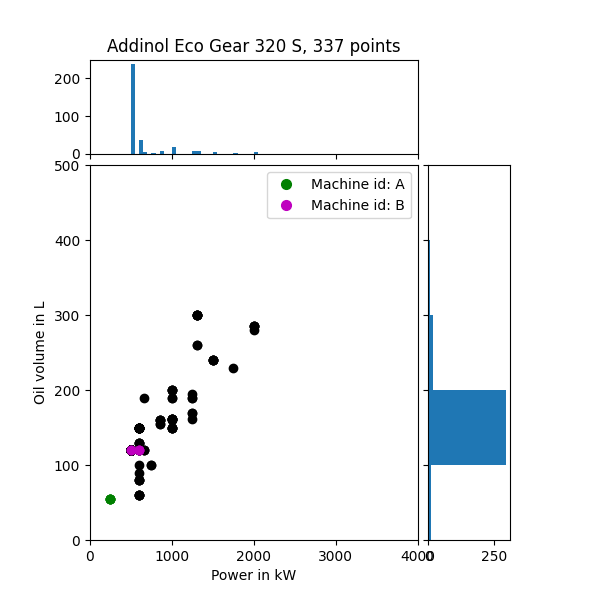 Addinol Eco Gear 320 S, 337 points
200
100
0
500
400
300
200
100
0
Oil volume in L
Machine id: A
Machine id: B
0 1000 2000 3000 4000
Power in kW
0 250